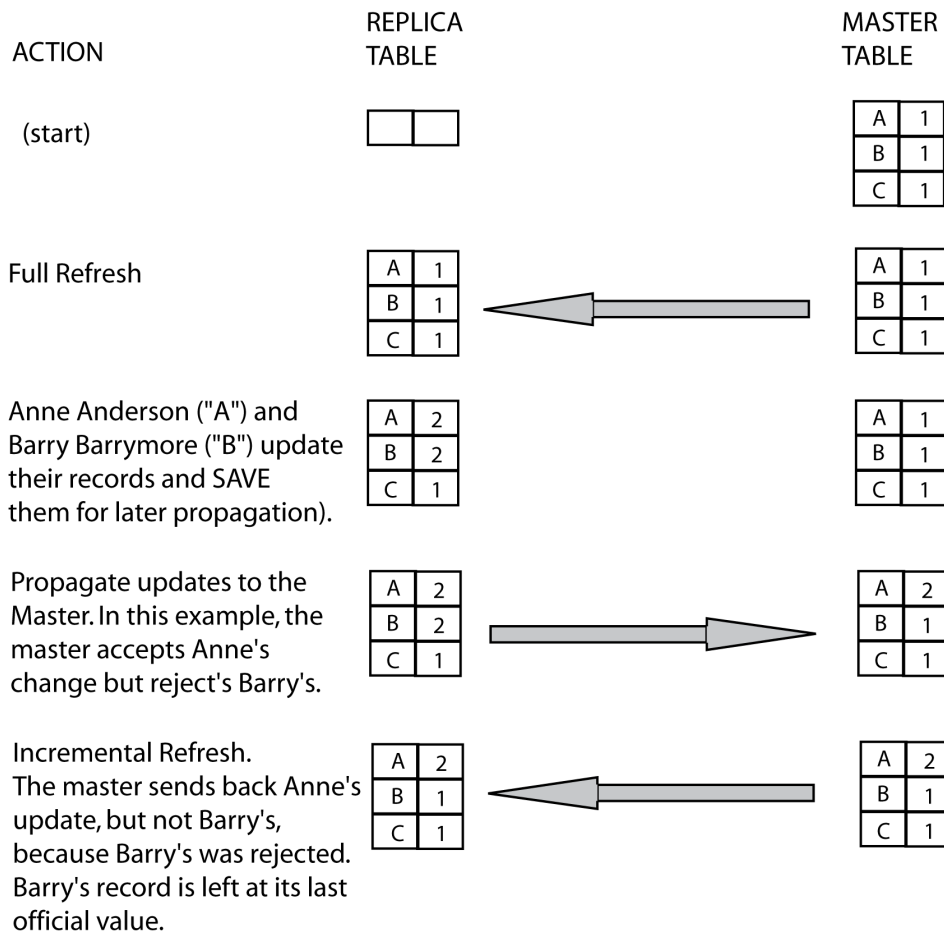 ACTION
REPLICA
TABLE
MASTER
TABLE
(start)
A 1
B 1
C 1
Full Refresh
A 1
B 1
C 1
A 1
B 1
C 1
Anne Anderson ("A") and
Barry Barrymore ("B") update
their records and SAVE
them for later propagation).
A 2
B 2
C 1
A 1
B 1
C 1
Propagate updates to the
Master. In this example, the
master accepts Anne's
change but reject's Barry's.
A 2
B 2
C 1
A 2
B 1
C 1
Incremental Refresh.
The master sends back Anne's
update, but not Barry's,
because Barry's was rejected.
Barry's record is left at its last
official value.
A 2
B 1
C 1
A 2
B 1
C 1